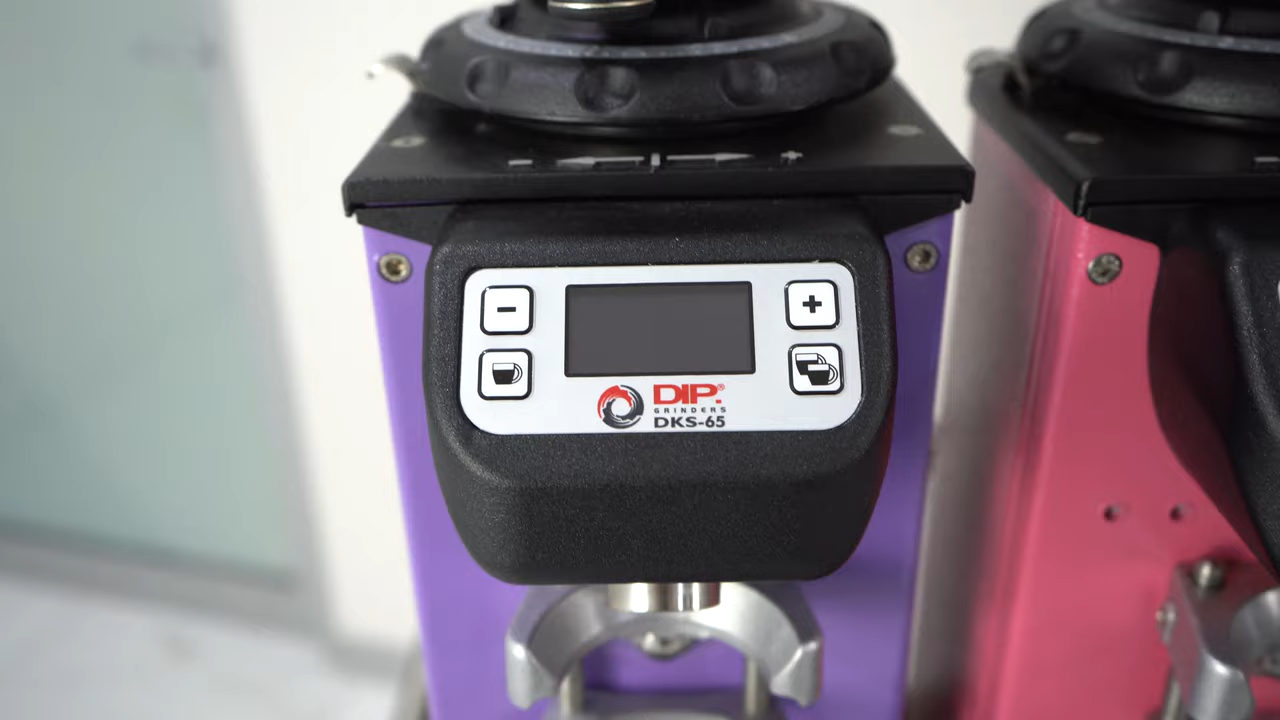 - +
- +
DIP.®
GRINDERS
DKS-65